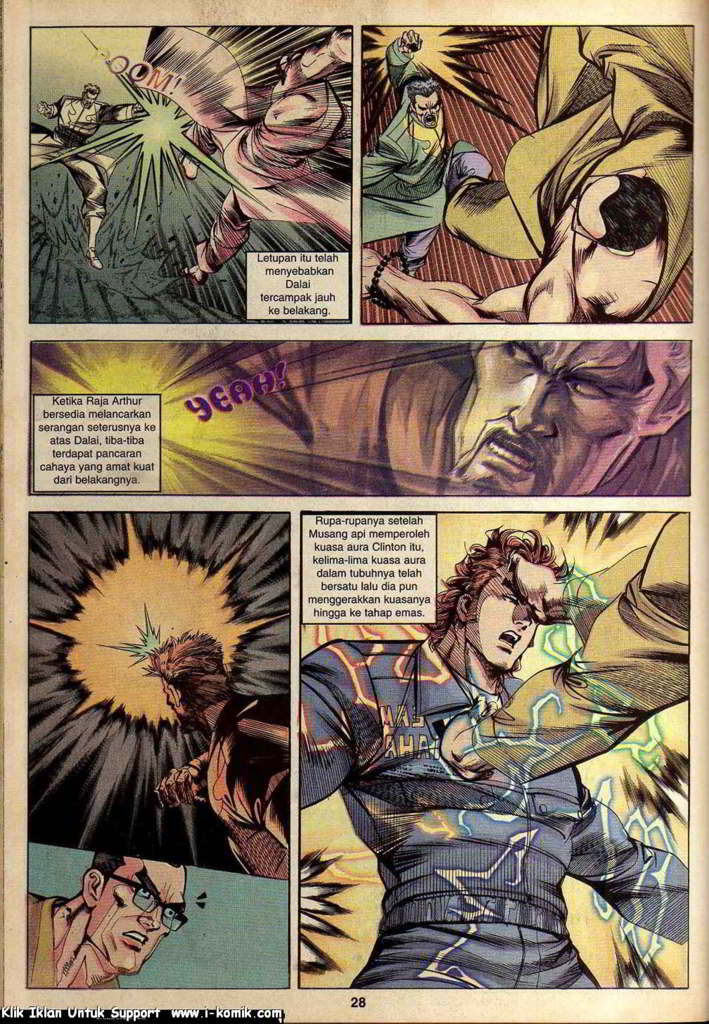 BOOM!
Letupan itu telah
menyebabkan
Dalai
tercampak jauh
ke belakang.
Ketika Raja Arthur
bersedia melancarkan
serangan seterusnya ke
atas Dalai, tiba-tiba
terdapat pancaran
cahaya yang amat kuat
dari belakangnya.
YEAH!
Rupa-rupanya setelah
Musang api memperoleh
kuasa aura Clinton itu,
kelima-lima kuasa aura
dalam tubuhnya telah
bersatu lalu dia pun
menggerakkan kuasanya
hingga ke tahap emas.
28
Klik Iklan Untuk Support www.i-komik.com